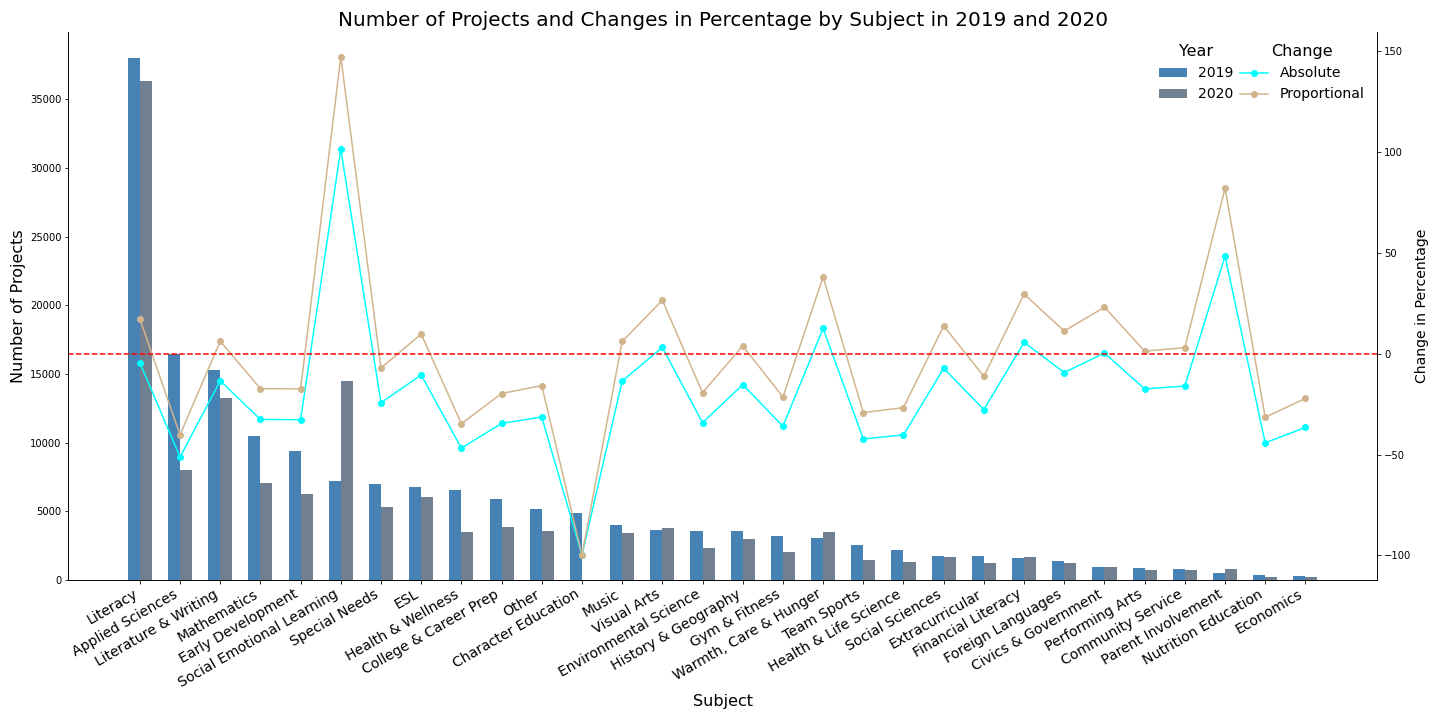 Number of Projects and Changes in Percentage by Subject in 2019 and 2020
Year
2019
2020
Change
Absolute
Proportional
Number of Projects
35000
30000
25000
20000
15000
10000
5000
0
150
100
50
0
−50
−100
Change in Percentage
Literacy
Applied Sciences
Literature & Writing
Mathematics
Early Development
Social Emotional Learning
Special Needs
ESL
Health & Wellness
College & Career Prep
Other
Character Education
Music
Visual Arts
Environmental Science
History & Geography
Gym & Fitness
Warmth, Care & Hunger
Team Sports
Health & Life Science
Social Sciences
Extracurricular
Financial Literacy
Foreign Languages
Civics & Government
Performing Arts
Community Service
Parent Involvement
Nutrition Education
Economics
Subject